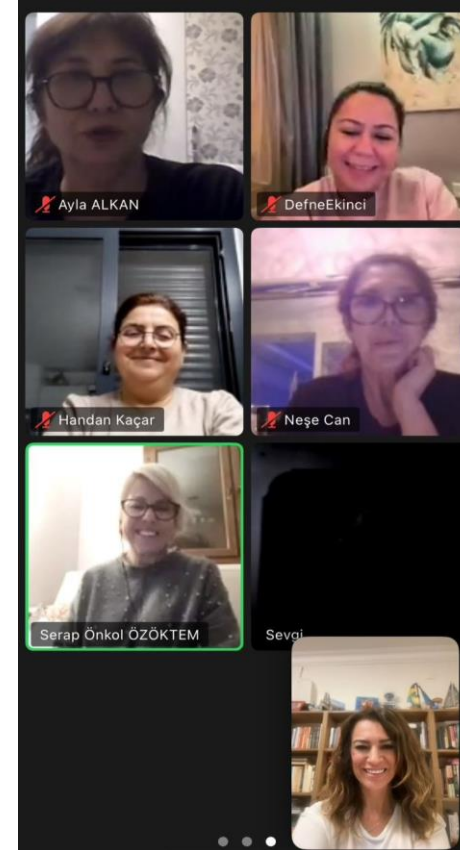 Ayla ALKAN
DefneEkinci
Handan Kaçar
Neşe Can
Serap Önkol ÖZÖKTEM
Sevgi